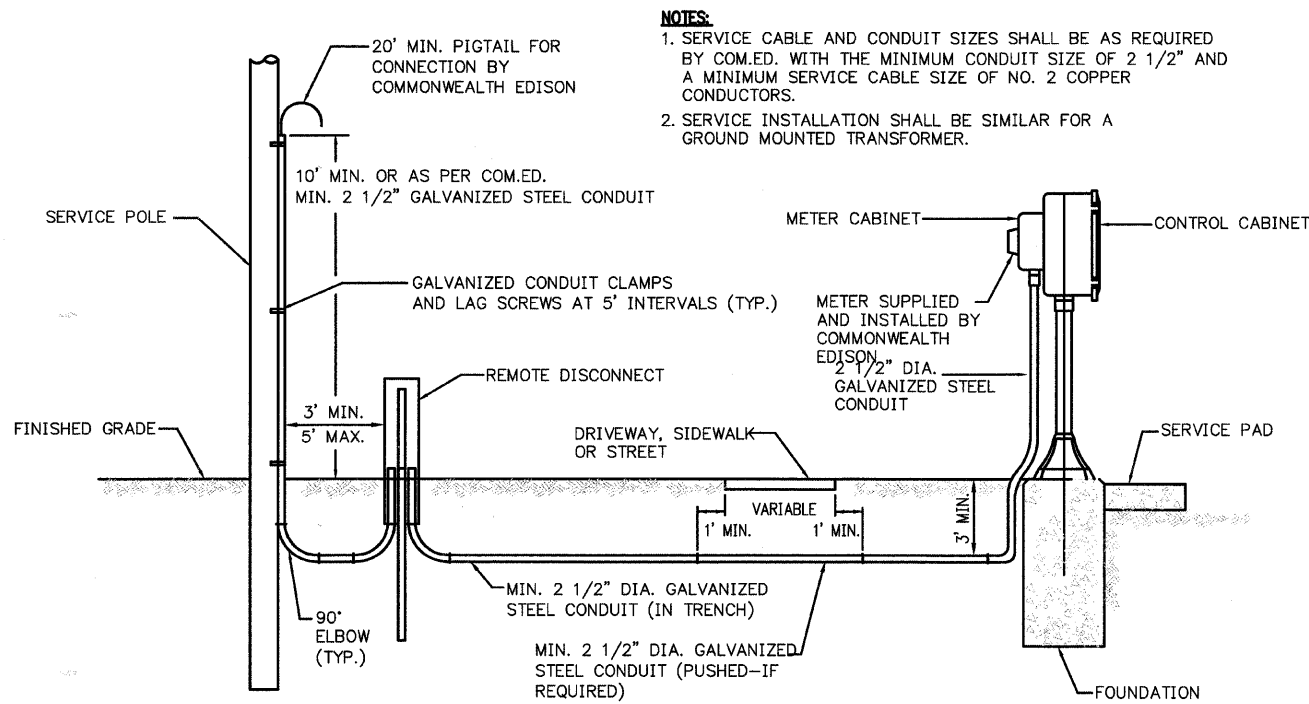 NOTES:
1. SERVICE CABLE AND CONDUIT SIZES SHALL BE AS REQUIRED
BY COM.ED. WITH THE MINIMUM CONDUIT SIZE OF 2 1/2" AND
A MINIMUM SERVICE CABLE SIZE OF NO. 2 COPPER
CONDUCTORS.
2. SERVICE INSTALLATION SHALL BE SIMILAR FOR A
GROUND MOUNTED TRANSFORMER.
20' MIN. PIGTAIL FOR
CONNECTION BY
COMMONWEALTH EDISON
10' MIN. OR AS PER COM.ED.
MIN. 2 1/2" GALVANIZED STEEL CONDUIT
SERVICE POLE
METER CABINET
CONTROL CABINET
GALVANIZED CONDUIT CLAMPS
AND LAG SCREWS AT 5' INTERVALS (TYP.)
METER SUPPLIED
AND INSTALLED BY
COMMONWEALTH
EDISON
2 1/2" DIA.
GALVANIZED STEEL
CONDUIT
REMOTE DISCONNECT
3' MIN.
5' MAX.
FINISHED GRADE
DRIVEWAY, SIDEWALK
OR STREET
SERVICE PAD
VARIABLE
1' MIN.
1' MIN.
3' MIN.
MIN. 2 1/2" DIA. GALVANIZED
STEEL CONDUIT (IN TRENCH)
90°
ELBOW
(TYP.)
MIN. 2 1/2" DIA. GALVANIZED
STEEL CONDUIT (PUSHED-IF
REQUIRED)
FOUNDATION